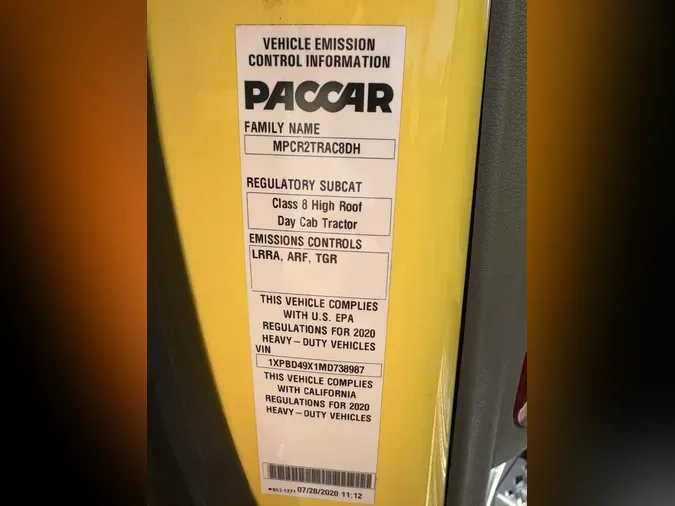 VEHICLE EMISSION
CONTROL INFORMATION
PACCAR
FAMILY NAME
MPCR2TRAC8DH
REGULATORY SUBCAT
Class 8 High Roof
Day Cab Tractor
EMISSIONS CONTROLS
LRRA, ARF, TGR
THIS VEHICLE COMPLIES
WITH U.S. EPA
REGULATIONS FOR 2020
HEAVY-DUTY VEHICLES
VIN
1XPBD49X1MD738987
THIS VEHICLE COMPLIES
WITH CALIFORNIA
REGULATIONS FOR 2020
HEAVY-DUTY VEHICLES
07/28/2020 11:12